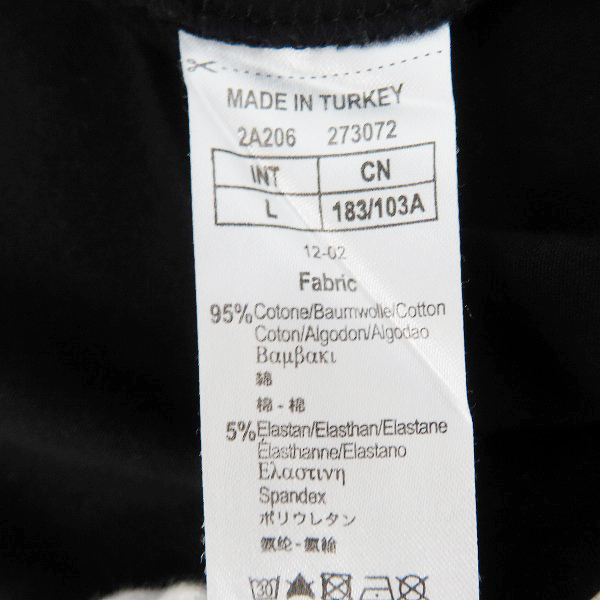 MADE IN TURKEY
2A206 273072
INT CN
L 183/103A
12-02
Fabric
95% Cotone/Baumwolle/Cotton
Coton/Algodon/Algodao
Βαμβακι
綿
棉 - 棉
5% Elastan/Elasthan/Elastane
Élasthanne/Elastano
Ελαστινη
Spandex
ポリウレタン
氨纶 - 氨綸
30